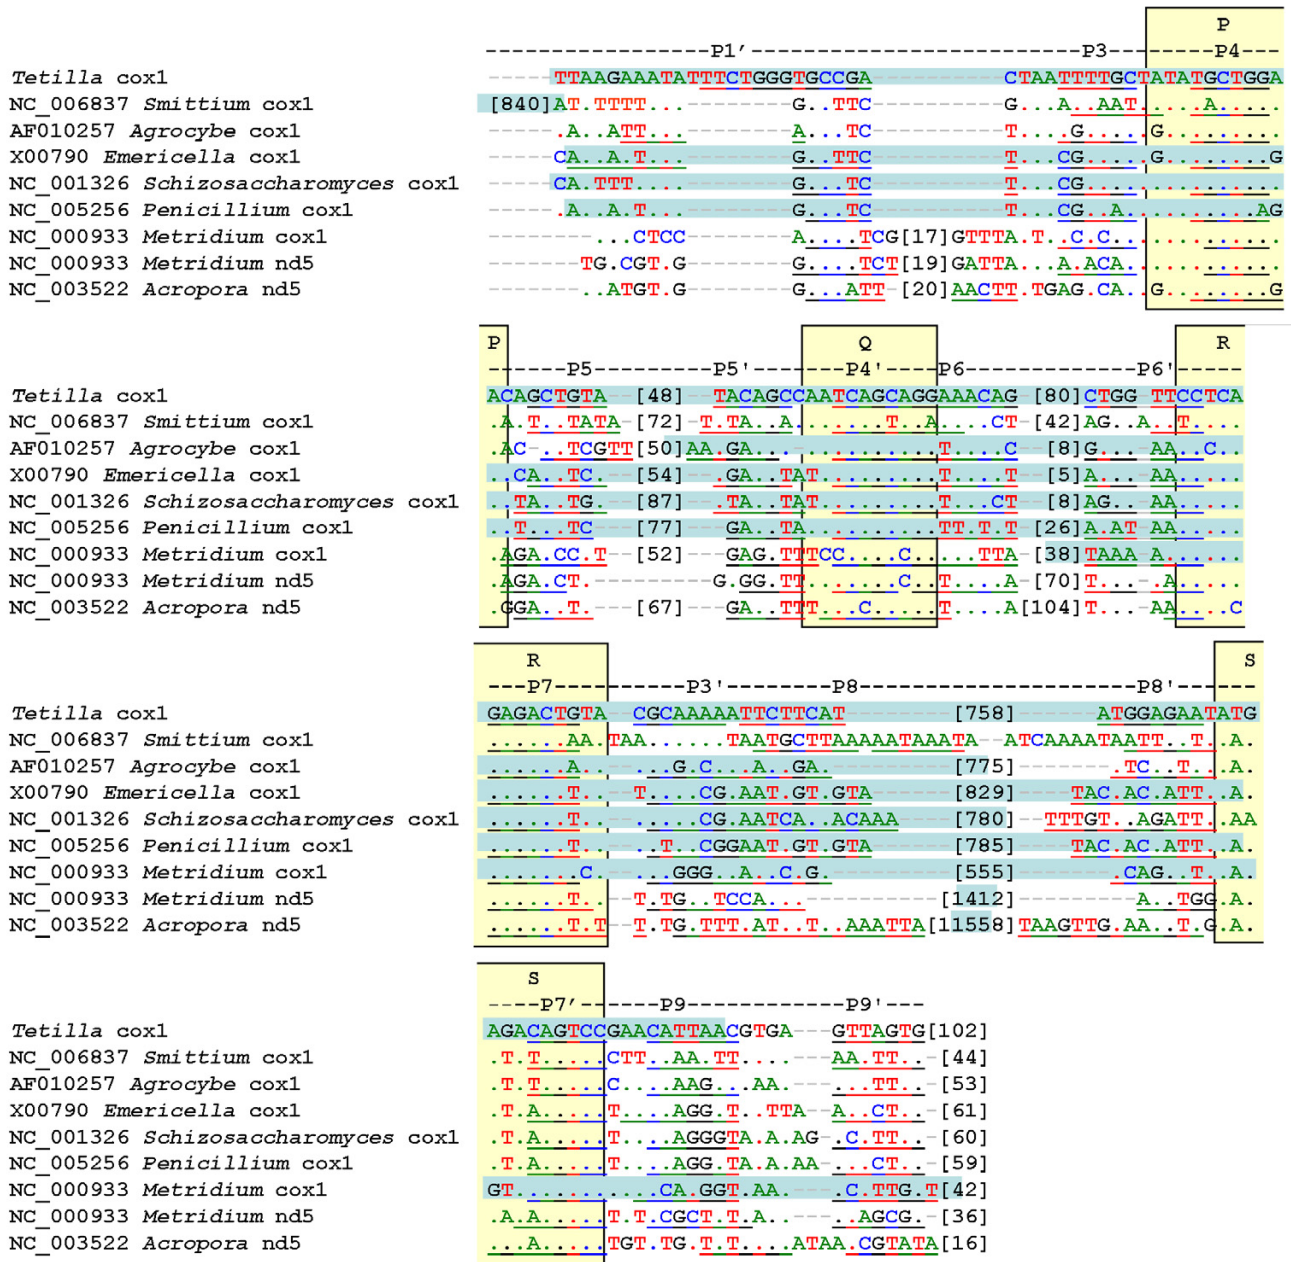 P
-----------------P1′-------------------------P3-------P4---
Tetilla cox1 -----TTAAGAAATATTTCTGGGTGCCGA----------CTAATTTTGCTATATGCTGGA
NC_006837 Smittium cox1 [840]AT.TTTT...--------G..TTC----------G...A..AAT.....A.....
AF010257 Agrocybe cox1 -----.A..ATT...--------A...TC----------T....G.....G.........
X00790 Emericella cox1 -----CA..A.T...--------G..TTC----------T...CG.....G........G
NC_001326 Schizosaccharomyces cox1 -----CA.TTT....--------G...TC----------T...CG...............
NC_005256 Penicillium cox1 -----.A..A.T...--------G...TC----------T...CG..A..........AG
NC_000933 Metridium cox1 --------...CTCC--------A....TCG[17]GTTTA.T..C.C.............
NC_000933 Metridium nd5 -------TG.CGT.G--------G....TCT[19]GATTA...A.ACA............
NC_003522 Acropora nd5 -------..ATGT.G--------G...ATT-[20]AACTT.TGAG.CA..G........G
P Q R
------P5---------P5'-------P4'----P6-------------P6'-----
Tetilla cox1 ACAGCTGTA--[48]--TACAGCCAATCAGCAGGAAACAG-[80]CTGG-TTCCTCA
NC_006837 Smittium cox1 .A.T..TATA-[72]-T.TA..A.......T..A....CT-[42]AG..A..T....
AF010257 Agrocybe cox1 .AC-..TCGTT[50]AA.GA.............T....C--[8]G...-AA..C..
X00790 Emericella cox1 ..CA..TC.--[54]--.GA..TAT.........T....T--[5]A...-AA.....
NC_001326 Schizosaccharomyces cox1 ..TA..TG.--[87]--.TA..TAT.........T...CT--[8]AG..-AA.....
NC_005256 Penicillium cox1 ..T...TC---[77]---GA..TA..........TT.T.T-[26]A.AT-AA.....
NC_000933 Metridium cox1 .AGA.CC.T--[52]---GAG.TTTCC....C.....TTA-[38]TAAA-A......
NC_000933 Metridium nd5 .AGA.CT.---------G.GG.TT.......C..T....A-[70]T...-.A.....
NC_003522 Acropora nd5 .GGA..T.---[67]---GA..TTT...C.....T....A[104]T...-AA....C
R S
---P7----------P3'--------P8---------------------P8'------
Tetilla cox1 GAGACTGTA--CGCAAAAATTCTTCAT--------[758]------ATGGAGAATATG
NC_006837 Smittium cox1 ......AA.TAA......TAATGCTTAAAAATAAATA--ATCAAAATAATT..T..A.
AF010257 Agrocybe cox1 ......A..--...G.C...A..GA.---------[775]-------.TC..T...A.
X00790 Emericella cox1 ......T..--T....CG.AAT.GT.GTA------[829]----TAC.AC.ATT..A.
NC_001326 Schizosaccharomyces cox1 ......T..--.....CG.AATCA..ACAAA----[780]--TTTGT..AGATT..AA
NC_005256 Penicillium cox1 ......T..--..T..CGGAAT.GT.GTA------[785]----TAC.AC.ATT..A.
NC_000933 Metridium cox1 .......C.--...GGG..A..C.G.---------[555]-------.CAG..T..A.
NC_000933 Metridium nd5 ......T..--T.TG..TCCA...----------[1412]---------A..TGG.A.
NC_003522 Acropora nd5 ......T.T--T.TG.TTT.AT..T..AAATTA[11558]TAAGTTG.AA..T.G.A.
S
----P7′------P9-----------P9'---
Tetilla cox1 AGACAGTCCGAACATTAACGTGA---GTTAGTG[102]
NC_006837 Smittium cox1 .T.T.....CTT..AA.TT....---AA.TT..-[44]
AF010257 Agrocybe cox1 .T.T.....C....AAG...AA.---...TT..-[53]
X00790 Emericella cox1 .T.A.....T....AGG.T..TTA--A..CT..-[61]
NC_001326 Schizosaccharomyces cox1 .T.A.....T....AGGGTA.A.AG-.C.TT..-[60]
NC_005256 Penicillium cox1 .T.A.....T....AGG.TA.A.AA--...CT..-[59]
NC_000933 Metridium cox1 GT...........CA.GGT.AA.---.C.TTG.T[42]
NC_000933 Metridium nd5 .A.A.....T.T.CGCT.T.A.----..AGCG.-[36]
NC_003522 Acropora nd5 ...A.....TGT.TG.T.T....ATAA.CGTATA[16]